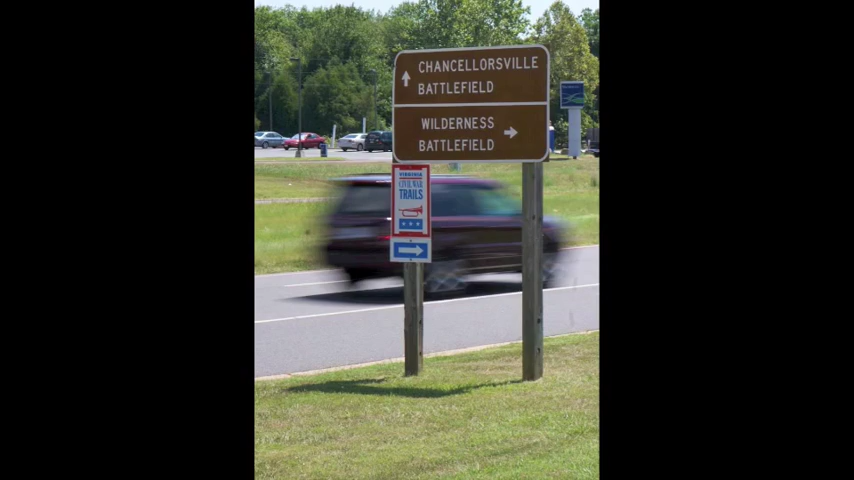 CHANCELLORSVILLE
BATTLEFIELD
WILDERNESS
BATTLEFIELD
VIRGINIA
CIVIL WAR
TRAILS